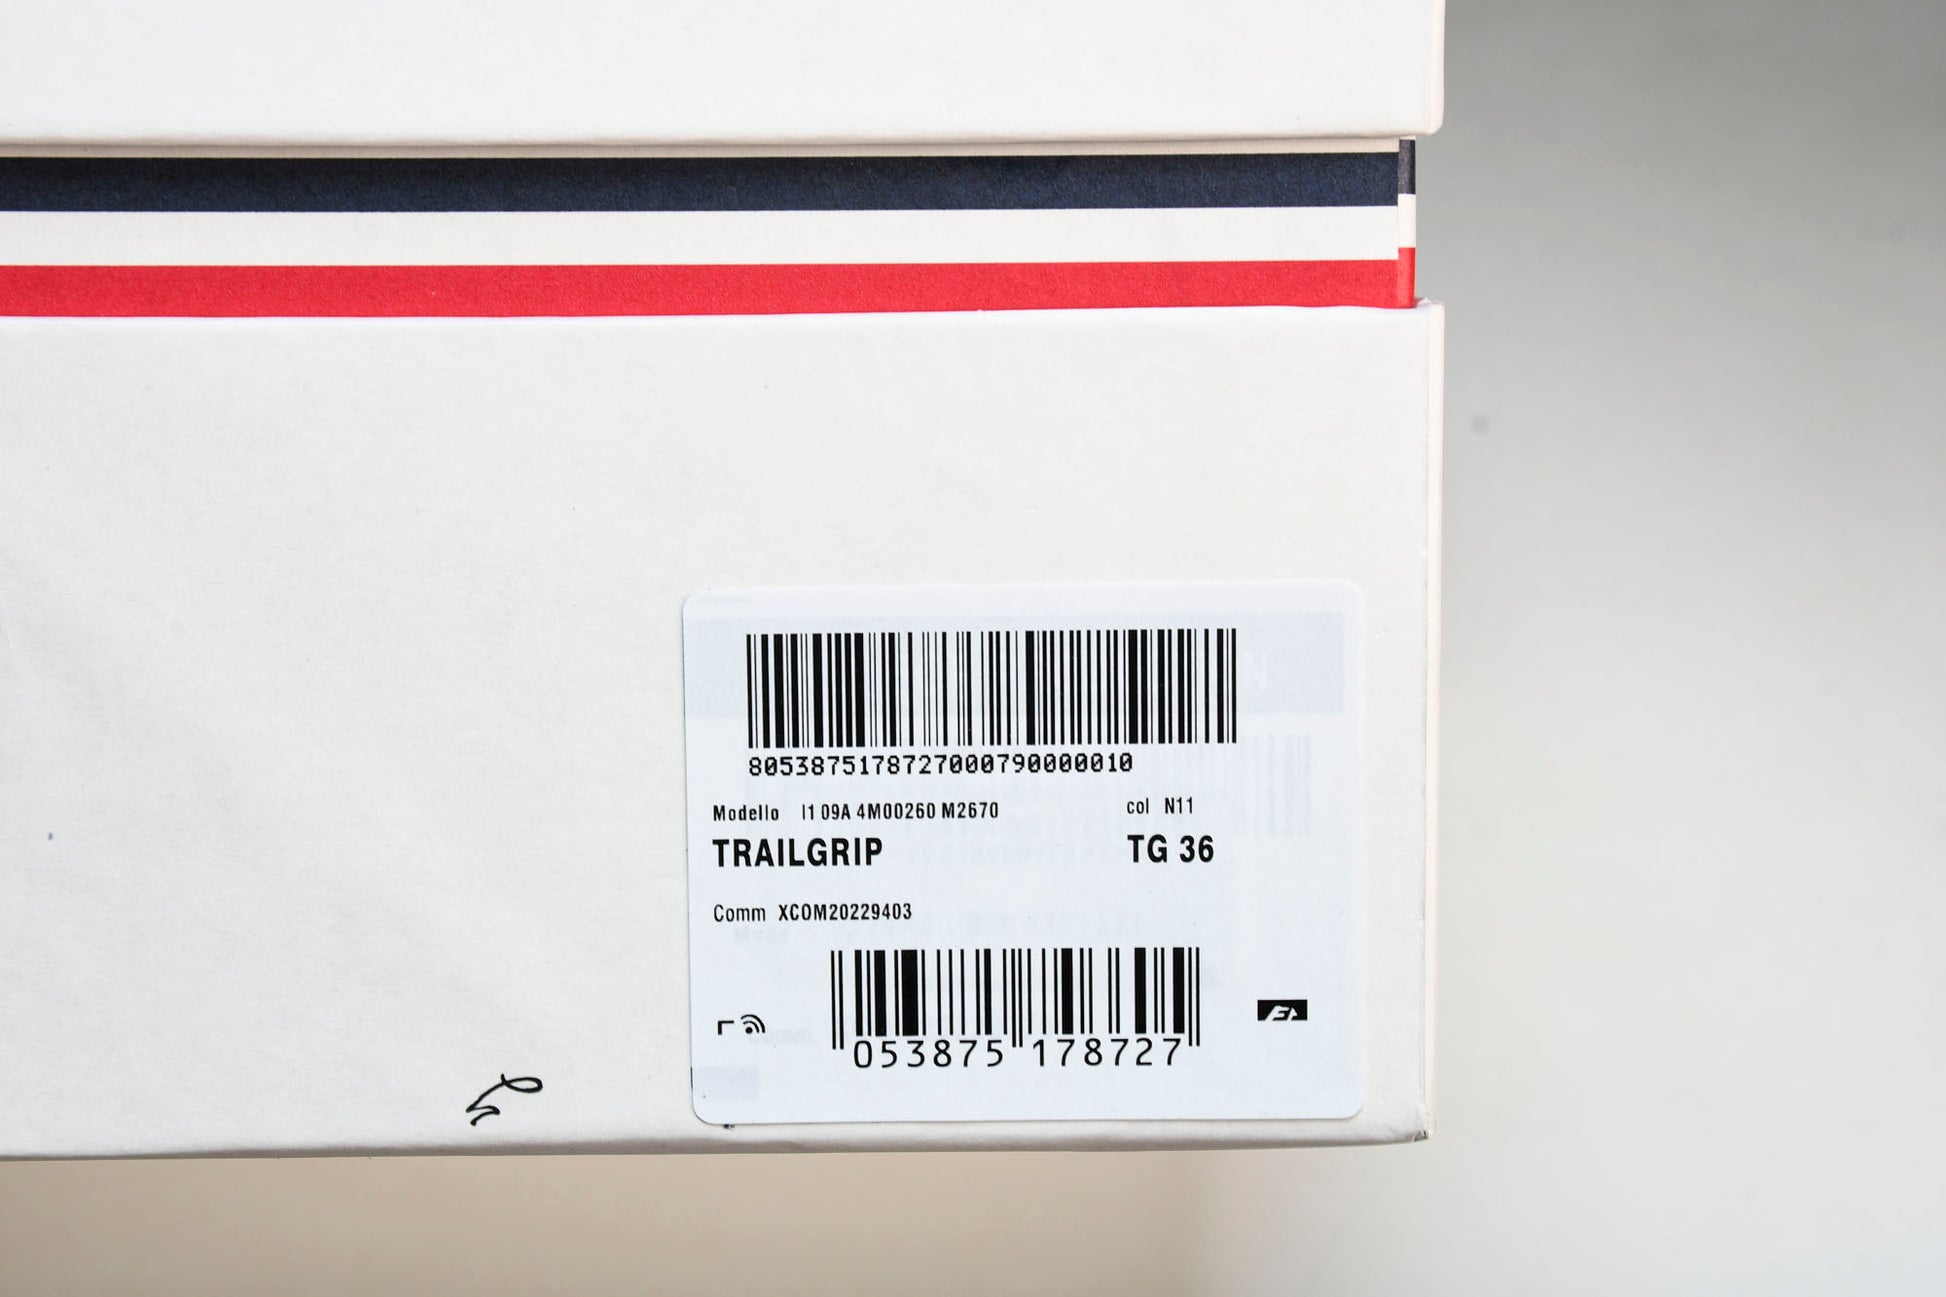 8053875178727000790000010
Modello I1 09A 4M00260 M2670 col N11
TRAILGRIP TG 36
Comm XCOM20229403
053875 178727